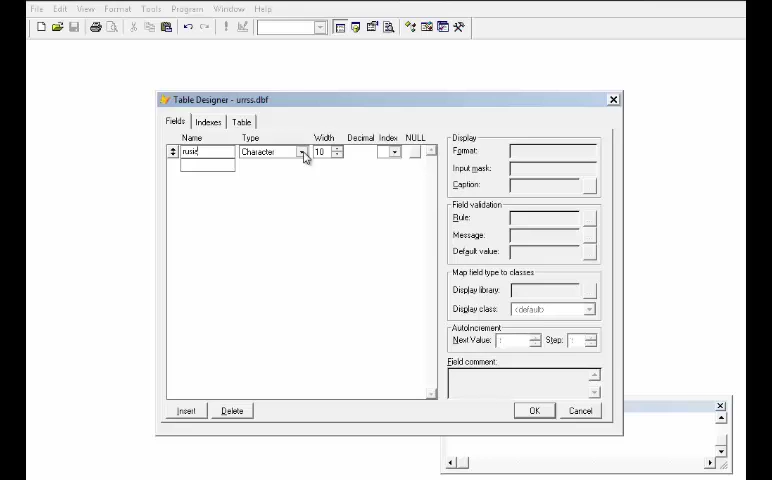 File Edit View Format Tools Program Window Help
Table Designer - urrss.dbf
Fields Indexes Table
Name Type Width Decimal Index NULL
Character 10
Display
Format:
Input mask:
Caption:
Field validation
Rule:
Message:
Default value:
Map field type to classes
Display library:
Display class: <default>
AutoIncrement
Next Value: Step:
Field comment:
Insert Delete OK Cancel